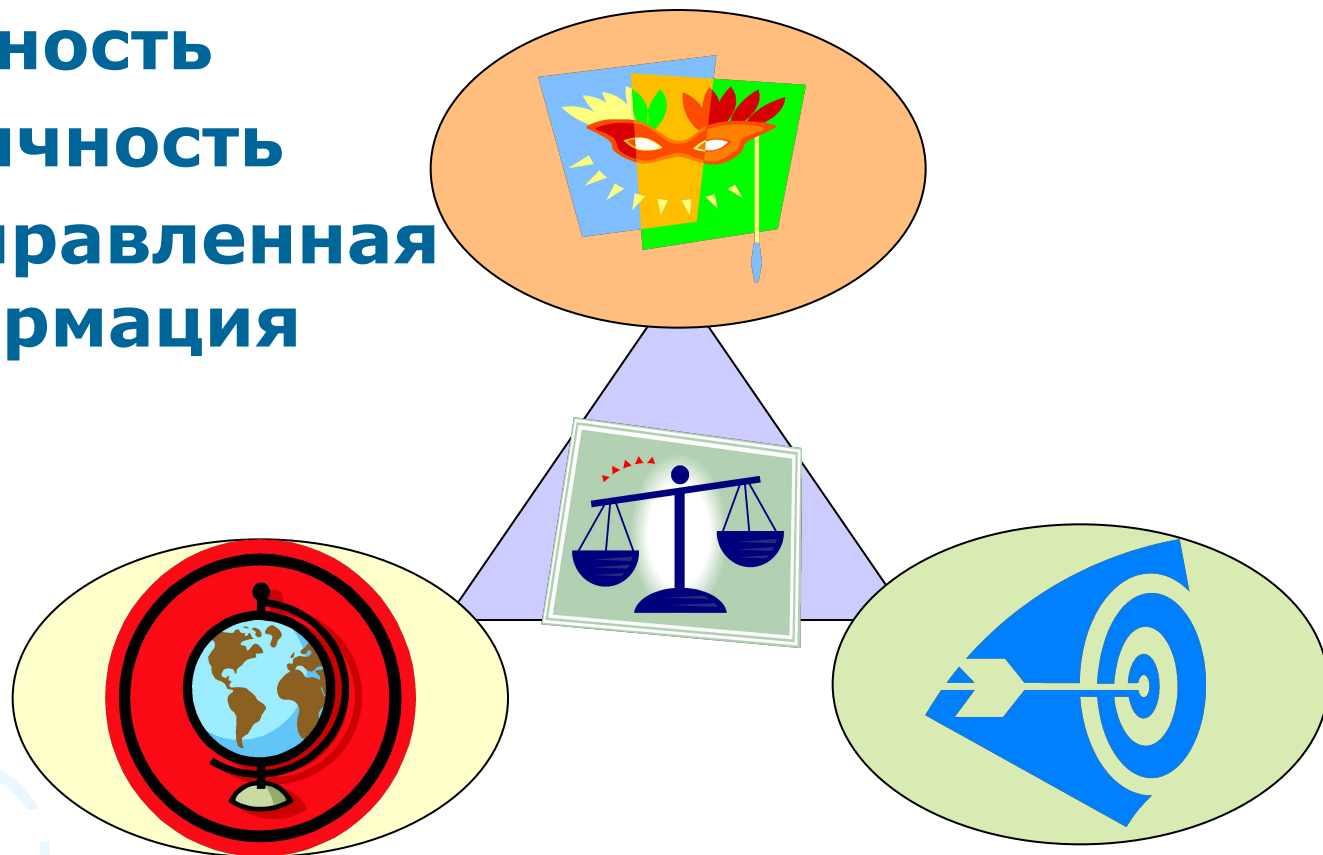 ность
ичность
правленная
рмация